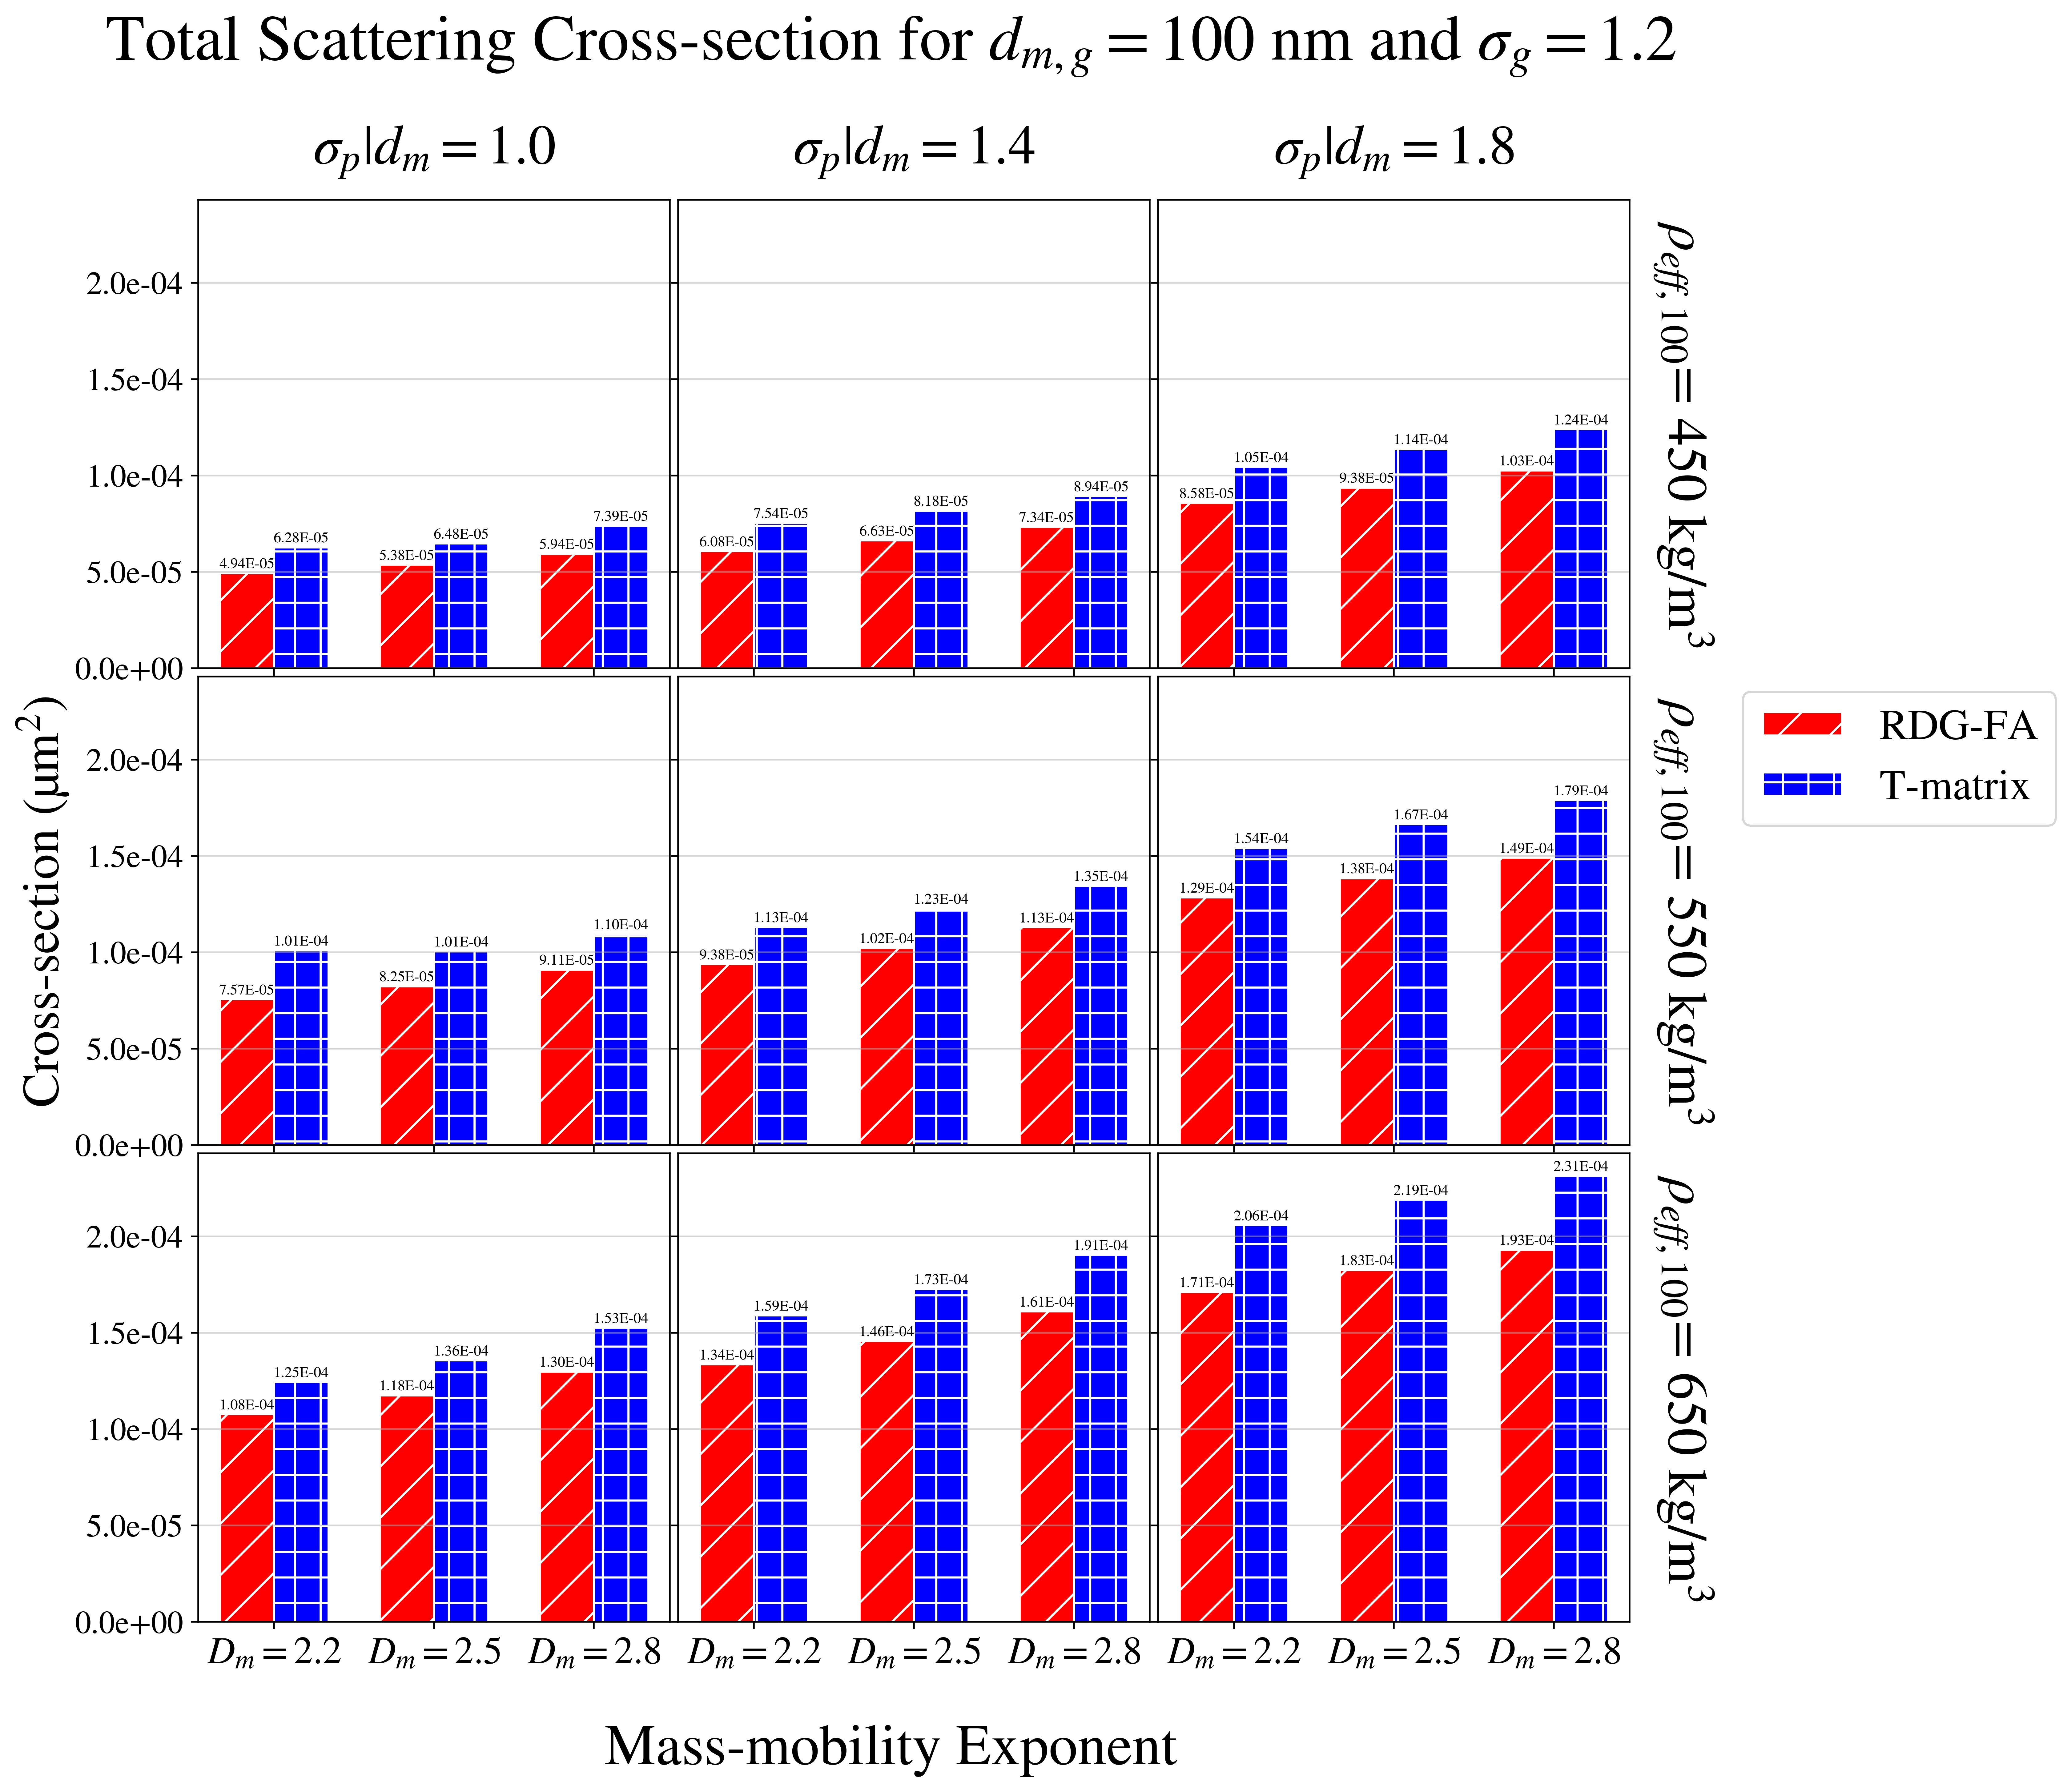 Total Scattering Cross-section for d_m,g = 100 nm and σ_g = 1.2
σ_p|d_m = 1.0
σ_p|d_m = 1.4
σ_p|d_m = 1.8
Cross-section (μm²)
2.0e-04
1.5e-04
1.0e-04
5.0e-05
0.0e+00
4.94E-05 6.28E-05 5.38E-05 6.48E-05 5.94E-05 7.39E-05
6.08E-05 7.54E-05 6.63E-05 8.18E-05 7.34E-05 8.94E-05
8.58E-05 1.05E-04 9.38E-05 1.14E-04 1.03E-04 1.24E-04
ρ_eff, 100 = 450 kg/m³
2.0e-04
1.5e-04
1.0e-04
5.0e-05
0.0e+00
7.57E-05 1.01E-04 8.25E-05 1.01E-04 9.11E-05 1.10E-04
9.38E-05 1.13E-04 1.02E-04 1.23E-04 1.13E-04 1.35E-04
1.29E-04 1.54E-04 1.38E-04 1.67E-04 1.49E-04 1.79E-04
ρ_eff, 100 = 550 kg/m³
RDG-FA
T-matrix
2.0e-04
1.5e-04
1.0e-04
5.0e-05
0.0e+00
1.08E-04 1.25E-04 1.18E-04 1.36E-04 1.30E-04 1.53E-04
1.34E-04 1.59E-04 1.46E-04 1.73E-04 1.61E-04 1.91E-04
1.71E-04 2.06E-04 1.83E-04 2.19E-04 1.93E-04 2.31E-04
ρ_eff, 100 = 650 kg/m³
D_m = 2.2 D_m = 2.5 D_m = 2.8 D_m = 2.2 D_m = 2.5 D_m = 2.8 D_m = 2.2 D_m = 2.5 D_m = 2.8
Mass-mobility Exponent